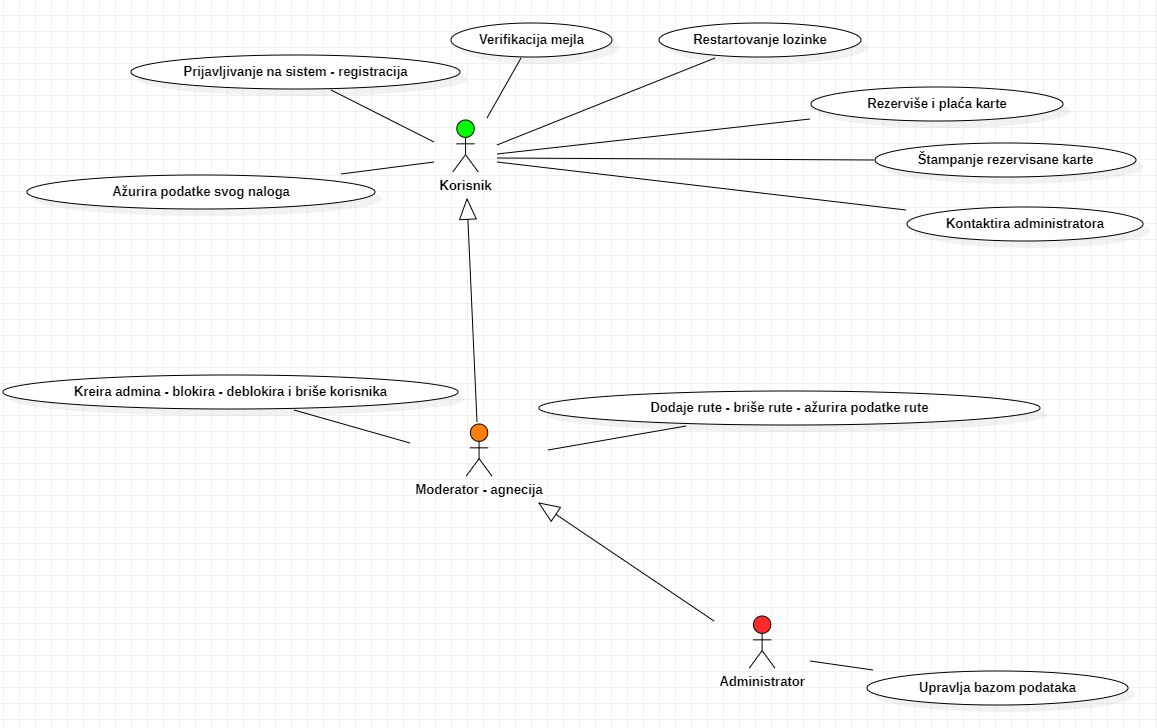 Verifikacija mejla
Restartovanje lozinke
Prijavljivanje na sistem - registracija
Rezerviše i plaća karte
Štampanje rezervisane karte
Korisnik
Ažurira podatke svog naloga
Kontaktira administratora
Kreira admina - blokira - deblokira i briše korisnika
Dodaje rute - briše rute - ažurira podatke rute
Moderator - agnecija
Administrator
Upravlja bazom podataka